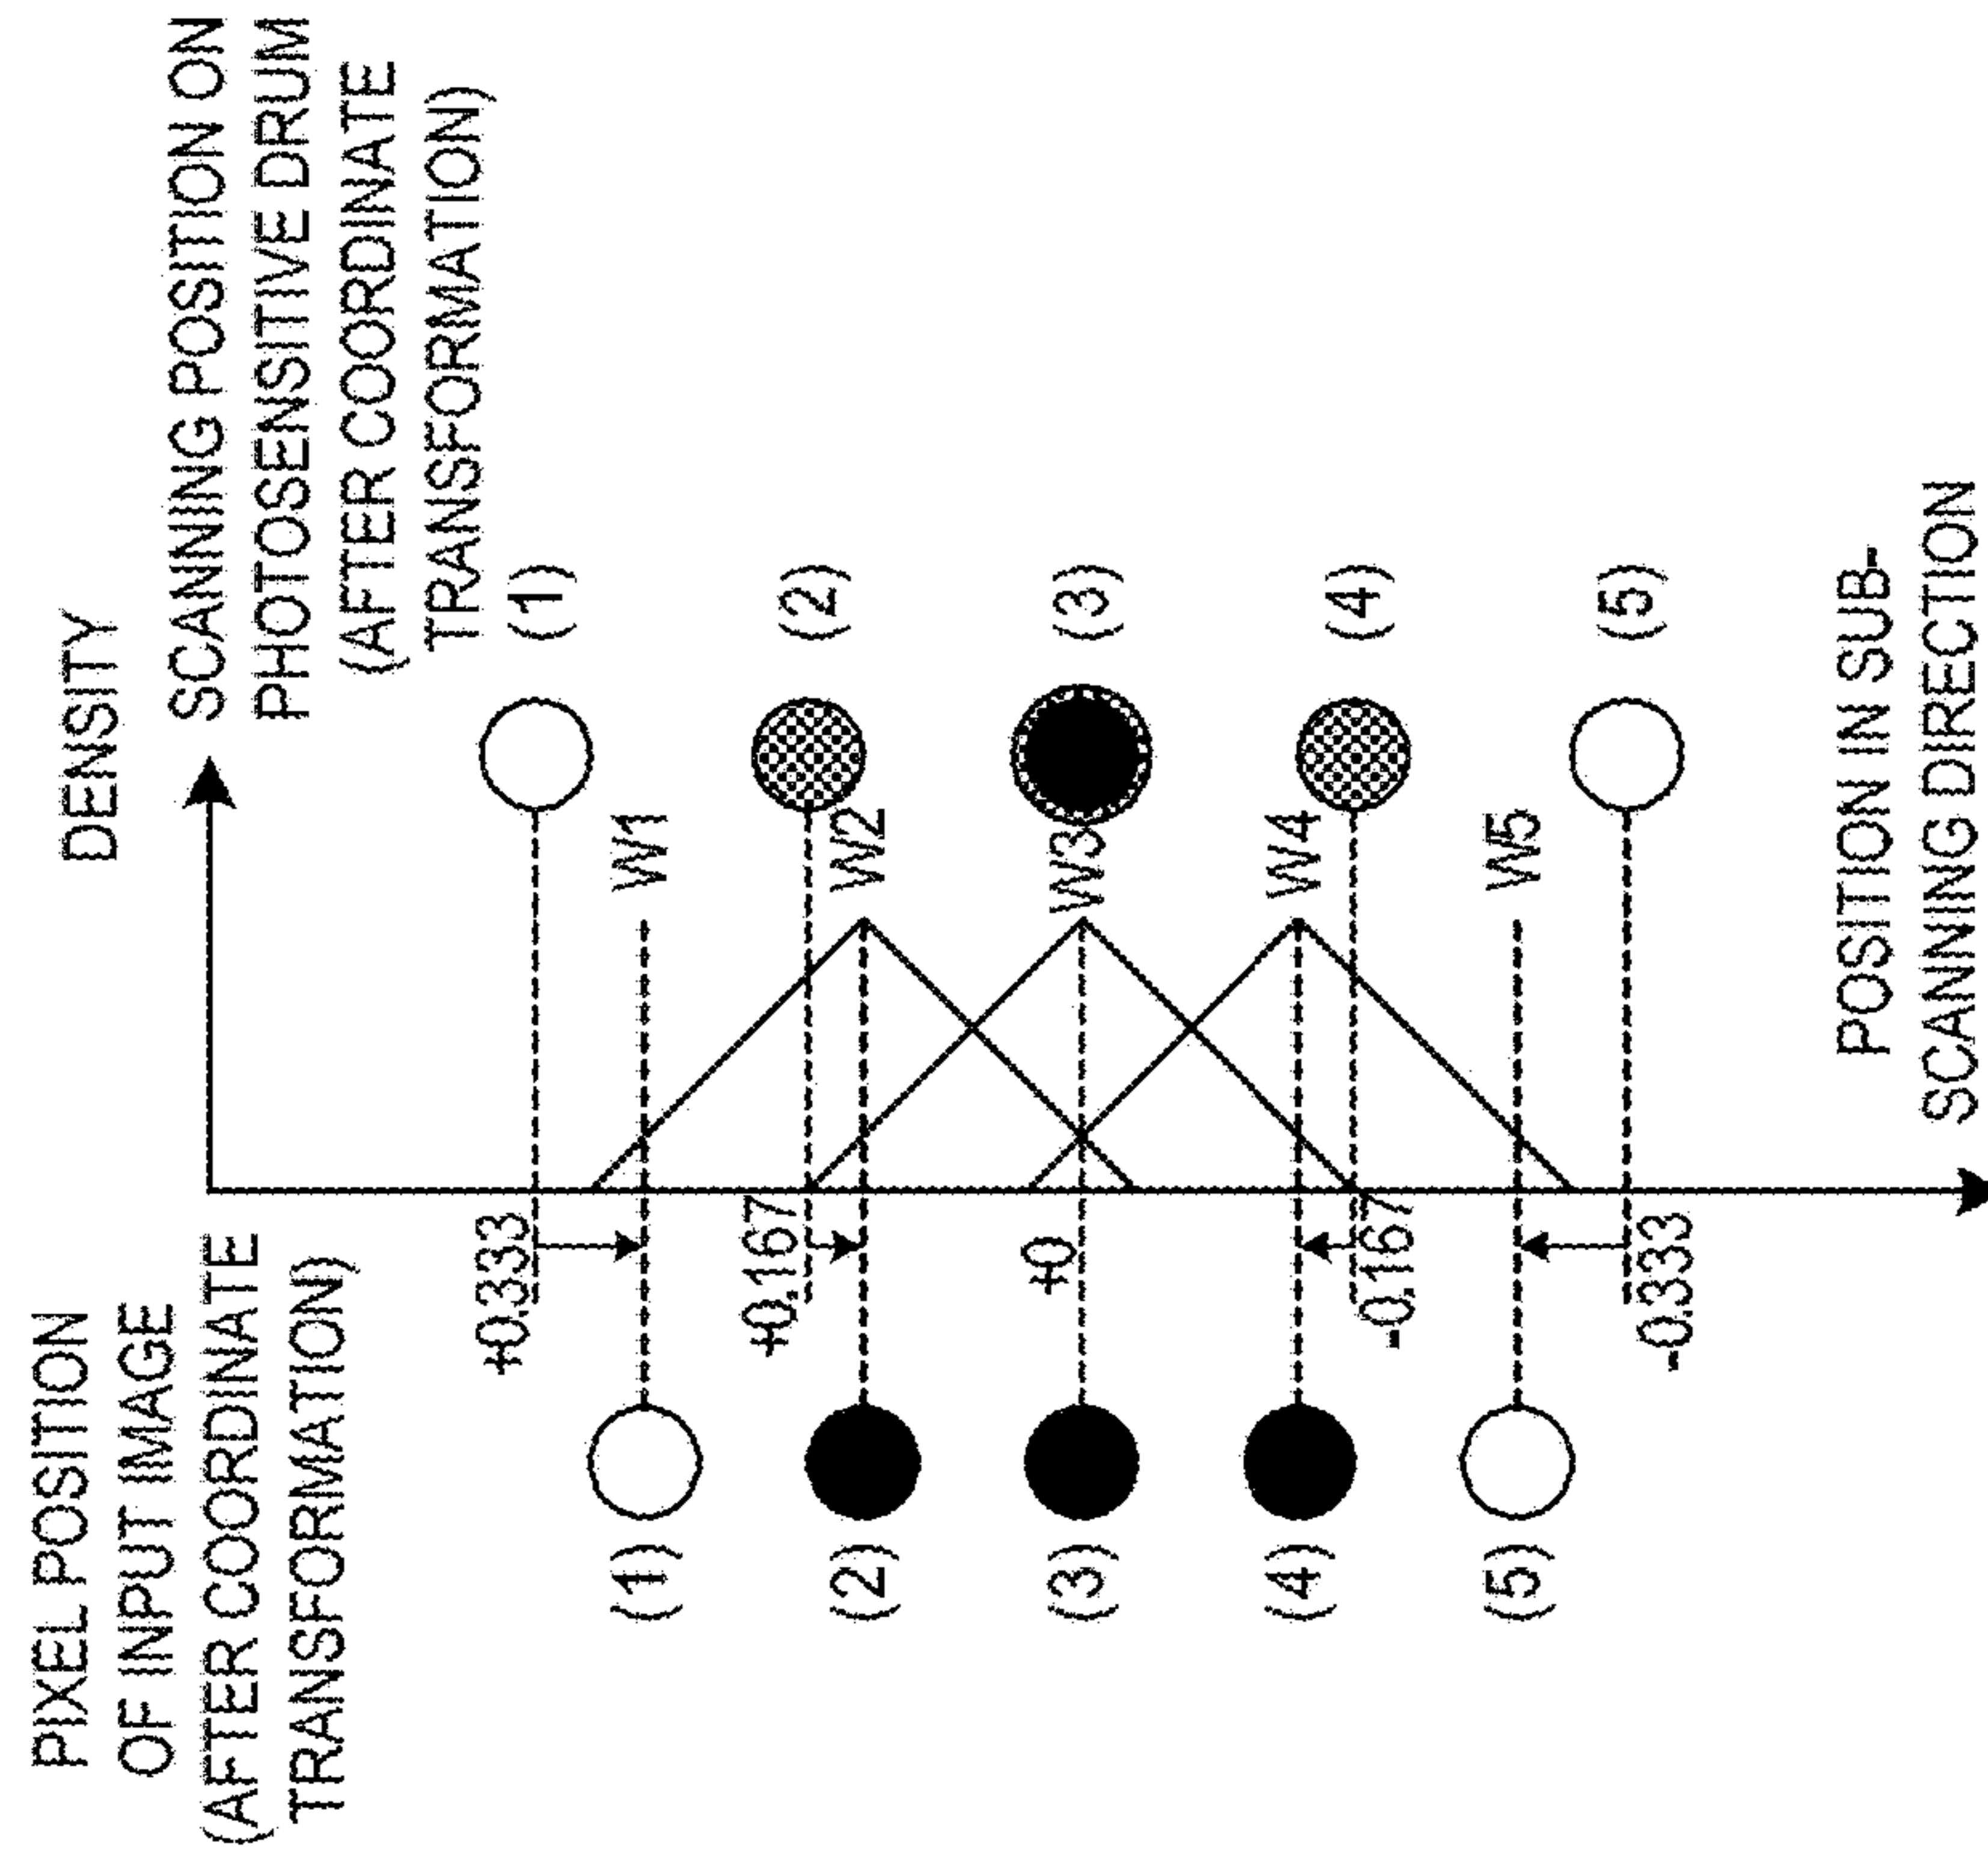 PIXEL POSITION
OF INPUT IMAGE
(AFTER COORDINATE
TRANSFORMATION)
DENSITY
SCANNING POSITION ON
PHOTOSENSITIVE DRUM
(AFTER COORDINATE
TRANSFORMATION)
+0.333
(1)
(1)
W1
+0.167
(2)
(2)
W2
+0
(3)
W3
(3)
(4)
W4
(4)
-0.167
(5)
W5
(5)
-0.333
POSITION IN SUB-
SCANNING DIRECTION